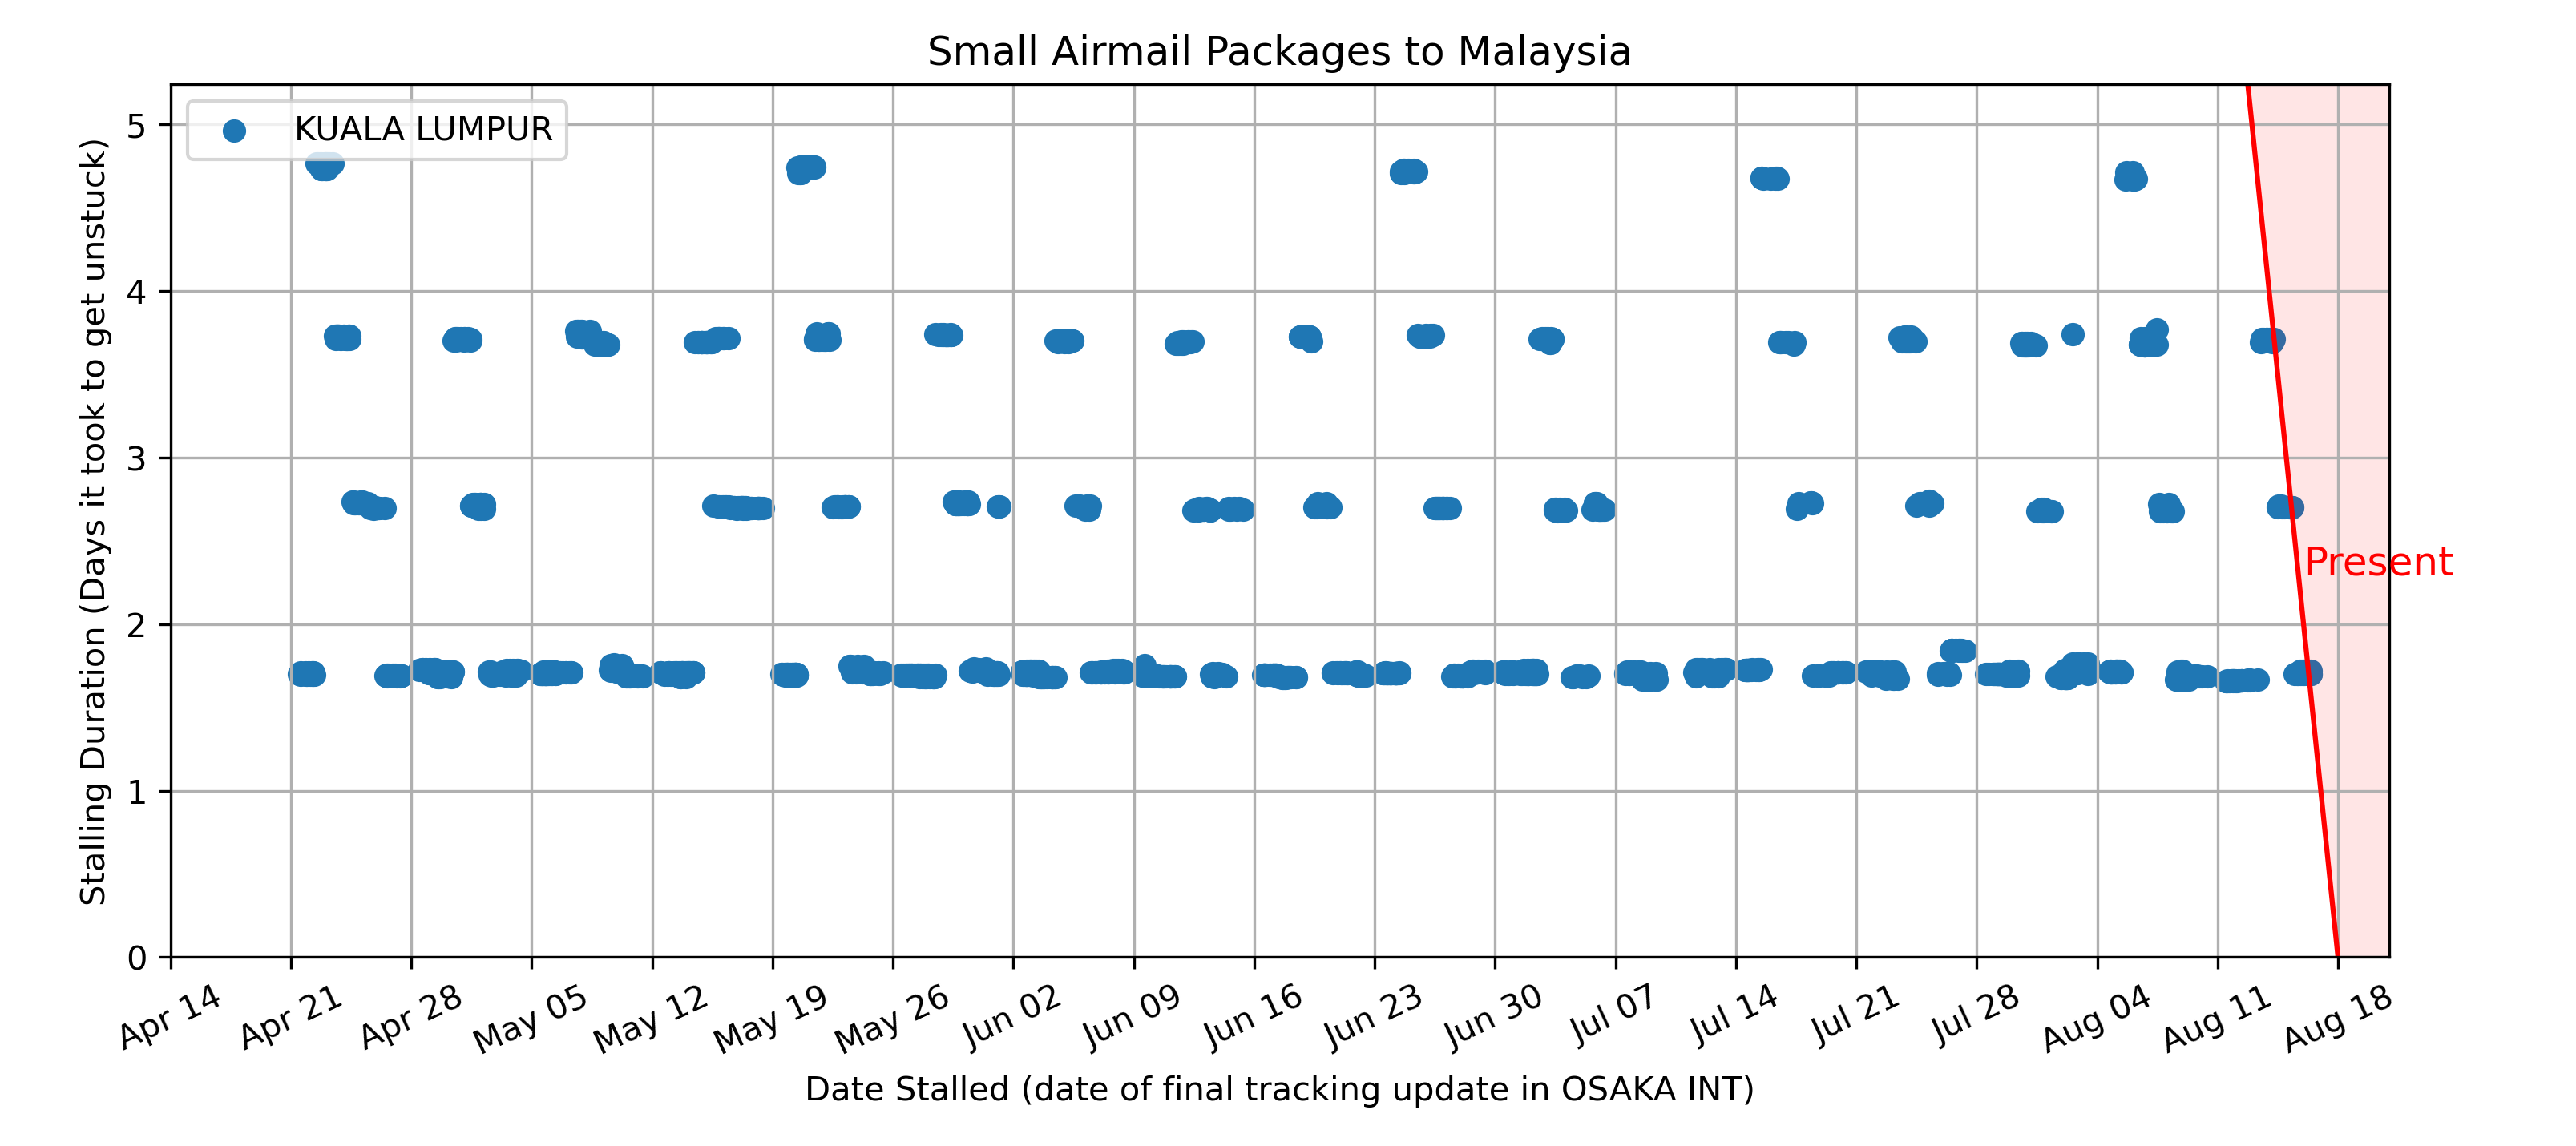 Small Airmail Packages to Malaysia
KUALA LUMPUR
Stalling Duration (Days it took to get unstuck)
5
4
3
2
1
0
Present
Apr 14
Apr 21
Apr 28
May 05
May 12
May 19
May 26
Jun 02
Jun 09
Jun 16
Jun 23
Jun 30
Jul 07
Jul 14
Jul 21
Jul 28
Aug 04
Aug 11
Aug 18
Date Stalled (date of final tracking update in OSAKA INT)